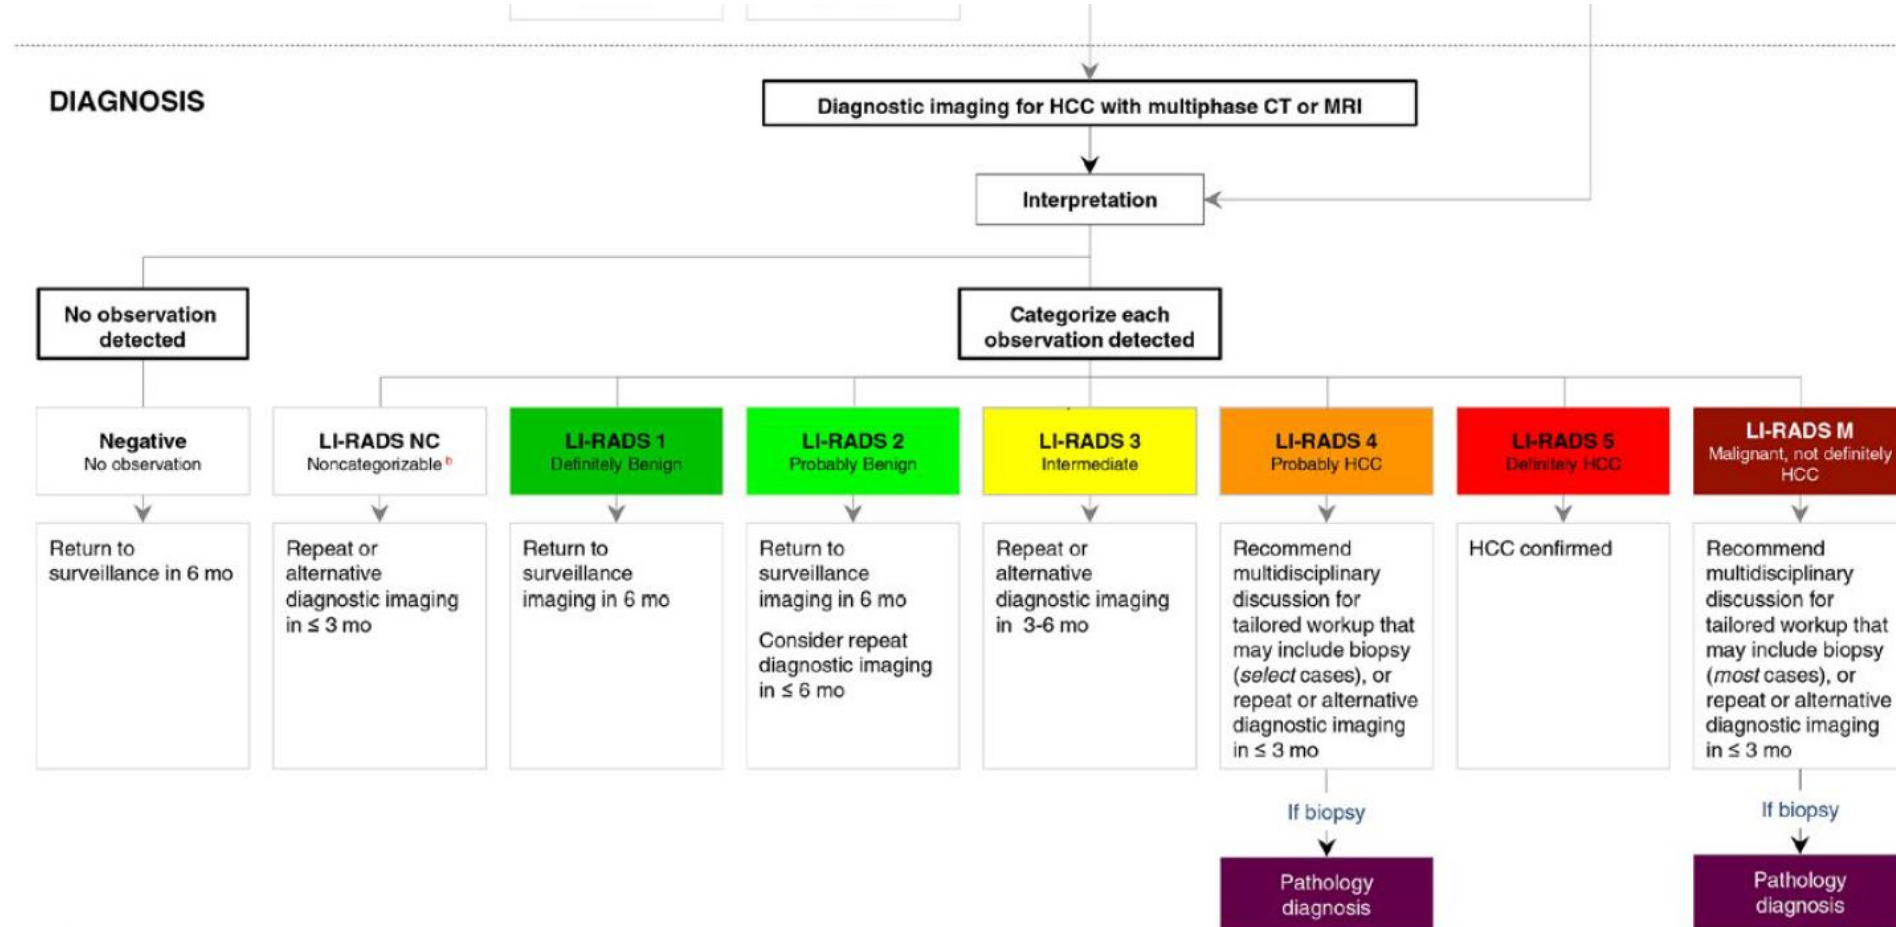 DIAGNOSIS
Diagnostic imaging for HCC with multiphase CT or MRI
Interpretation
No observation
detected
Categorize each
observation detected
Negative
No observation
LI-RADS NC
Noncategorizable b
LI-RADS 1
Definitely Benign
LI-RADS 2
Probably Benign
LI-RADS 3
Intermediate
LI-RADS 4
Probably HCC
LI-RADS 5
Definitely HCC
LI-RADS M
Malignant, not definitely
HCC
Return to
surveillance in 6 mo
Repeat or
alternative
diagnostic imaging
in ≤ 3 mo
Return to
surveillance
imaging in 6 mo
Return to
surveillance
imaging in 6 mo
Consider repeat
diagnostic imaging
in ≤ 6 mo
Repeat or
alternative
diagnostic imaging
in 3-6 mo
Recommend
multidisciplinary
discussion for
tailored workup that
may include biopsy
(select cases), or
repeat or alternative
diagnostic imaging
in ≤ 3 mo
HCC confirmed
Recommend
multidisciplinary
discussion for
tailored workup that
may include biopsy
(most cases), or
repeat or alternative
diagnostic imaging
in ≤ 3 mo
If biopsy
If biopsy
Pathology
diagnosis
Pathology
diagnosis